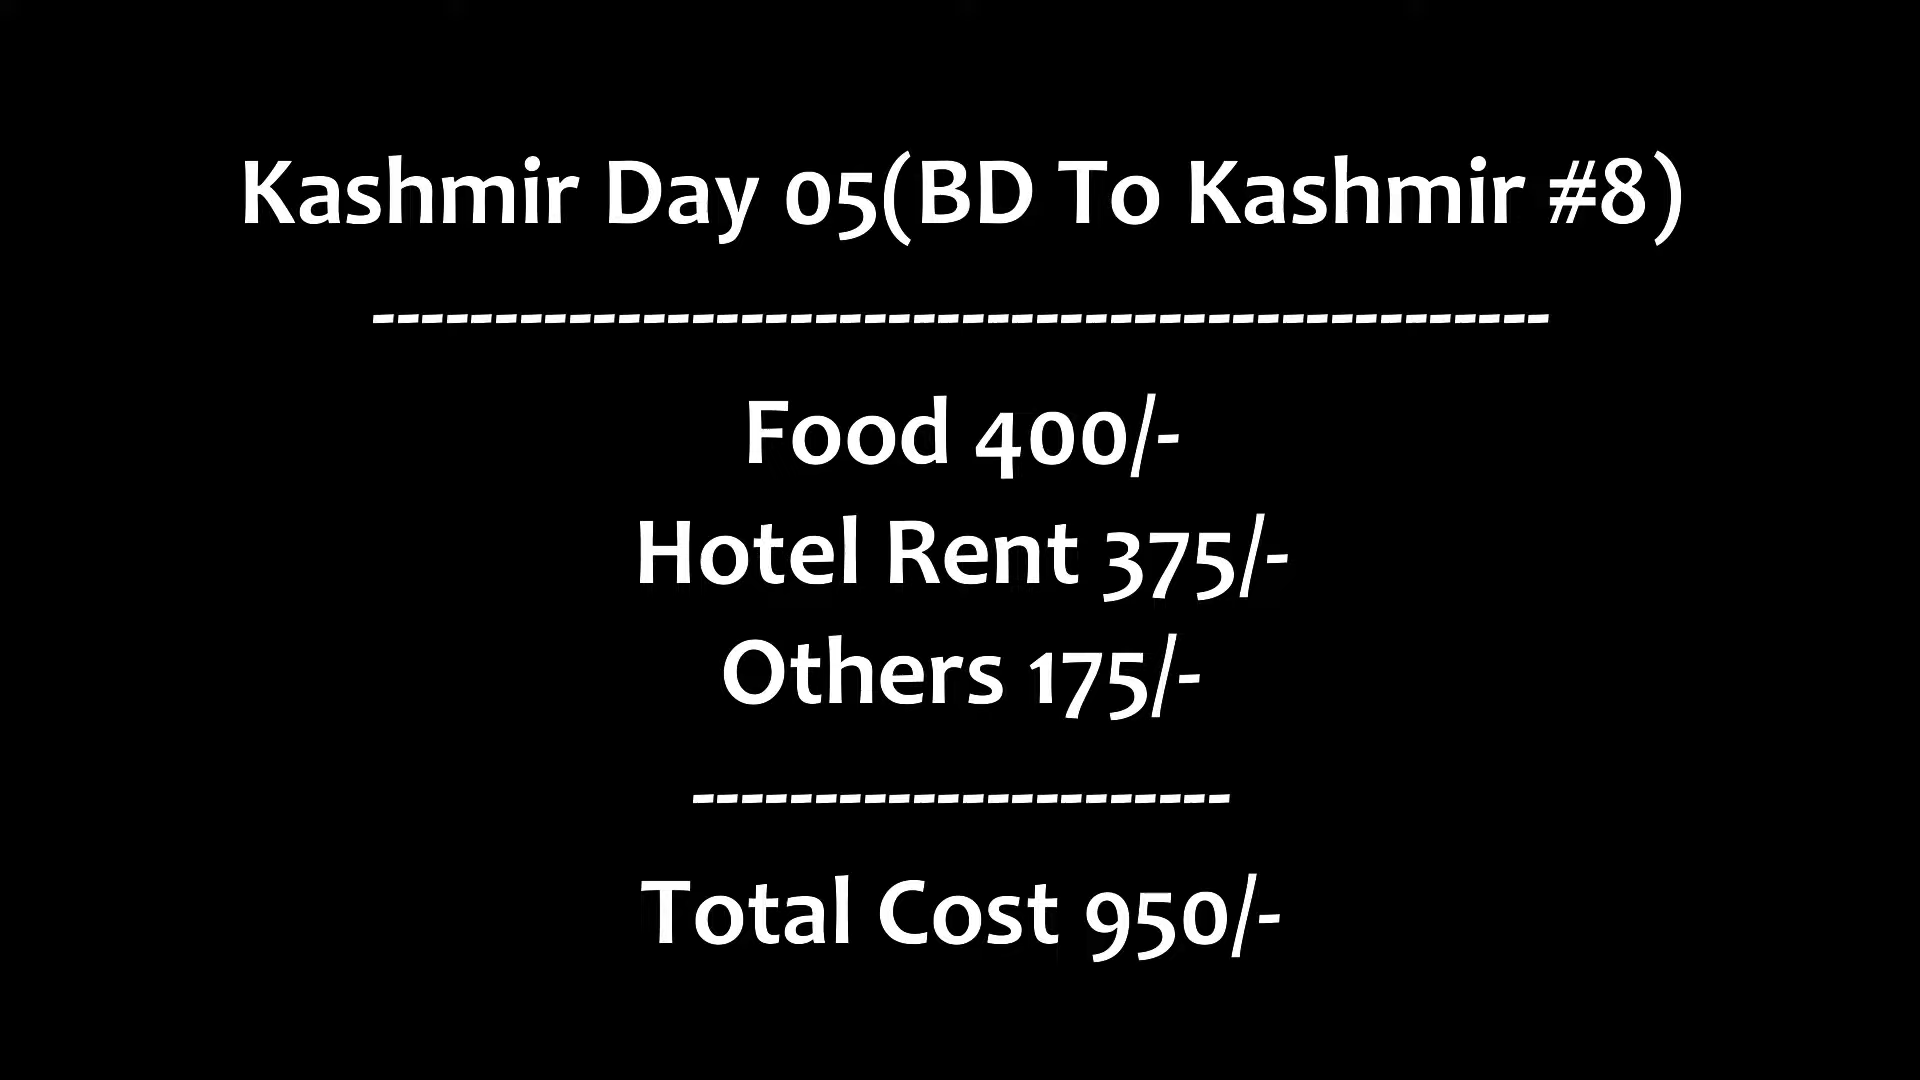 Kashmir Day 05(BD To Kashmir #8)
------------------------------------------------
Food 400/-
Hotel Rent 375/-
Others 175/-
----------------------
Total Cost 950/-